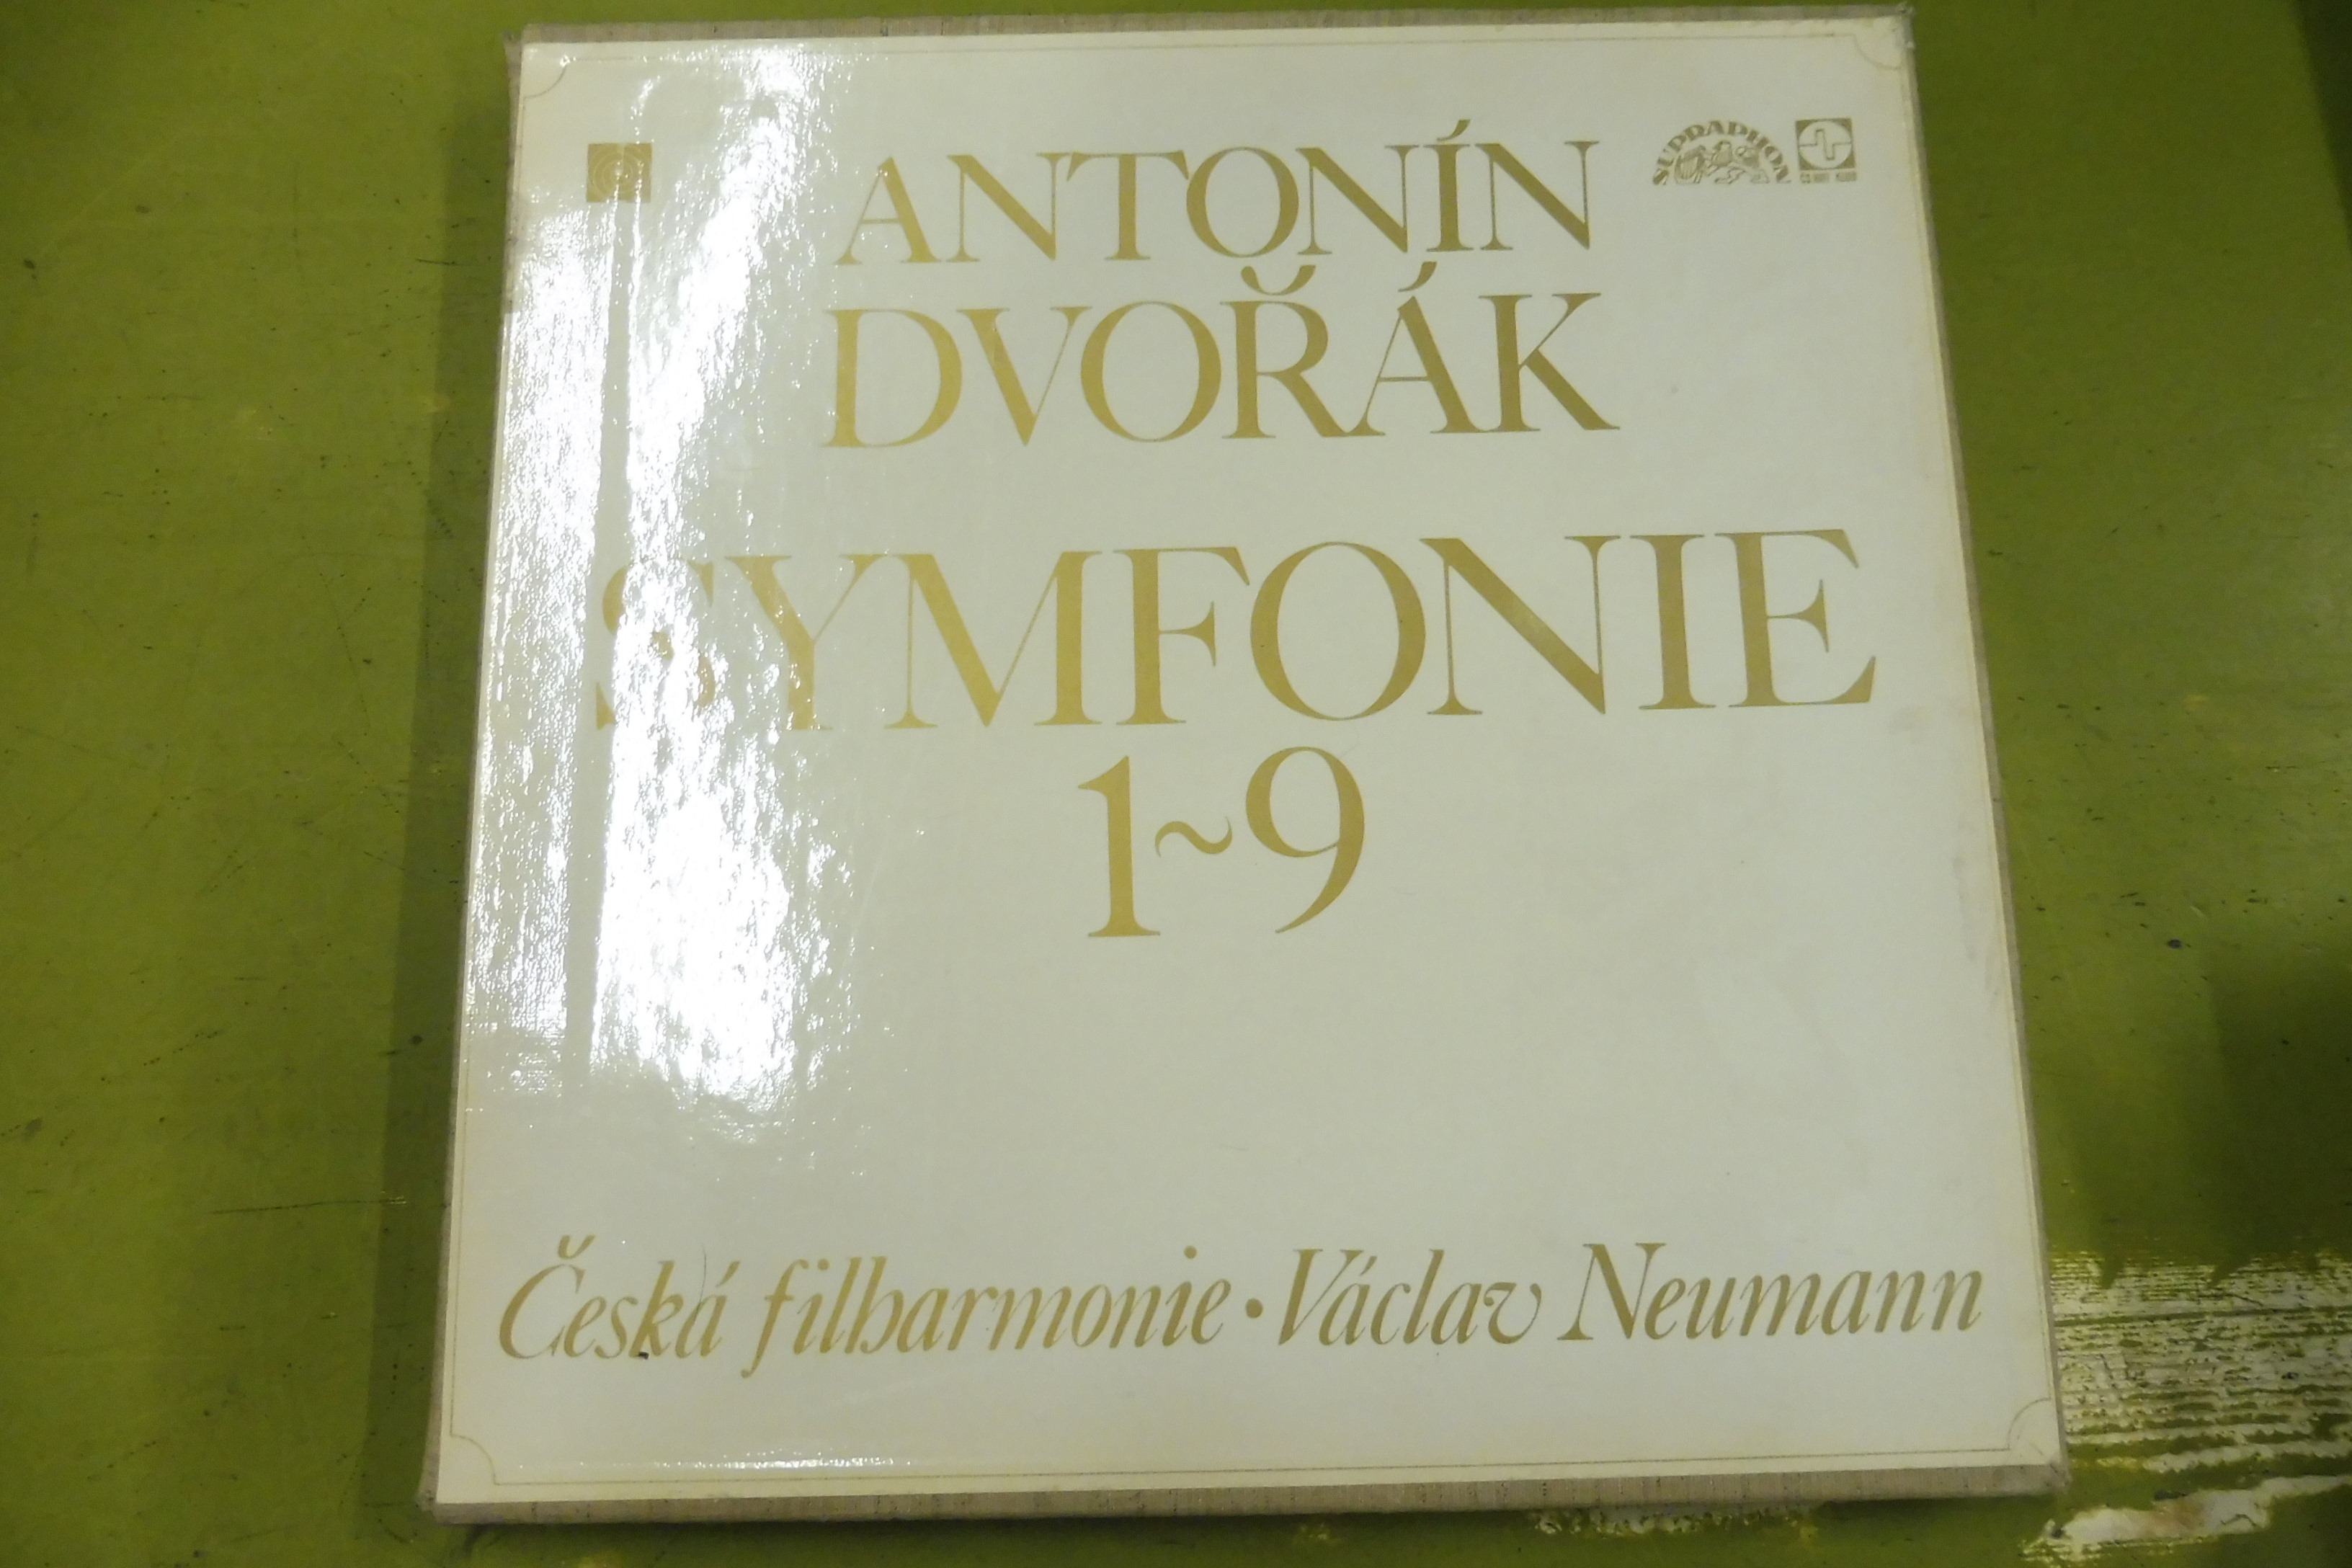 ANTONÍN
SUPRAPHON
DVOŘÁK
SYMFONIE
1~9
Česká filharmonie · Václav Neumann